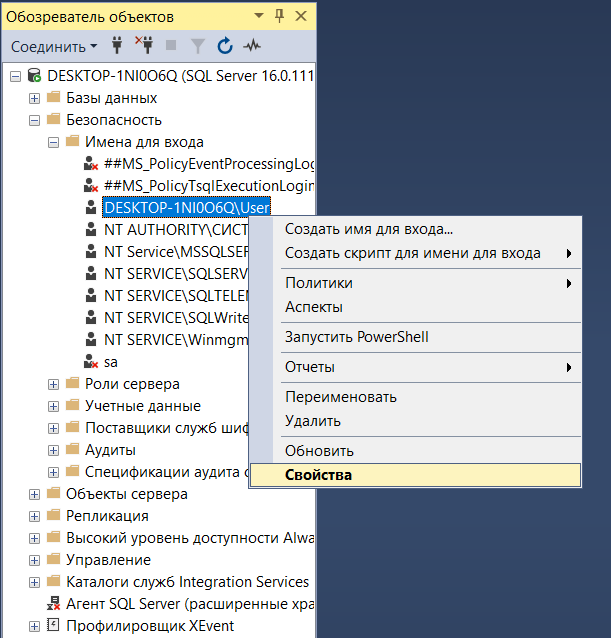 Обозреватель объектов
Соединить
DESKTOP-1NI0O6Q (SQL Server 16.0.111
Базы данных
Безопасность
Имена для входа
##MS_PolicyEventProcessingLog
##MS_PolicyTsqlExecutionLogin
DESKTOP-1NI0O6Q\User
NT AUTHORITY\СИСТ
NT Service\MSSQLSER
NT SERVICE\SQLSERV
NT SERVICE\SQLTELEM
NT SERVICE\SQLWrite
NT SERVICE\Winmgm
sa
Роли сервера
Учетные данные
Поставщики служб шиф
Аудиты
Спецификации аудита с
Объекты сервера
Репликация
Высокий уровень доступности Alwa
Управление
Каталоги служб Integration Services
Агент SQL Server (расширенные хра
Профилировщик XEvent
Создать имя для входа...
Создать скрипт для имени для входа
Политики
Аспекты
Запустить PowerShell
Отчеты
Переименовать
Удалить
Обновить
Свойства